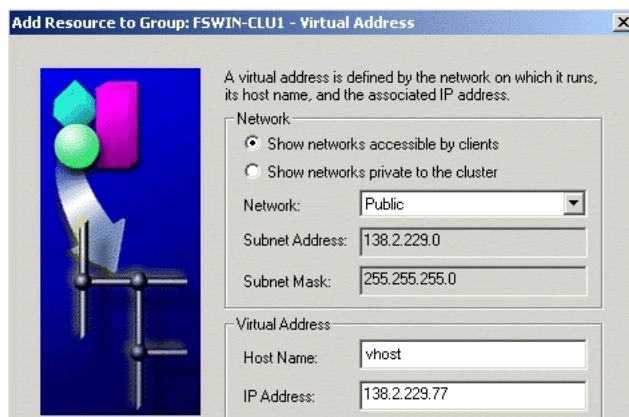 Add Resource to Group: FSWIN-CLU1 - Virtual Address
A virtual address is defined by the network on which it runs,
its host name, and the associated IP address.
Network
Show networks accessible by clients
Show networks private to the cluster
Network: Public
Subnet Address: 138.2.229.0
Subnet Mask: 255.255.255.0
Virtual Address
Host Name: vhost
IP Address: 138.2.229.77